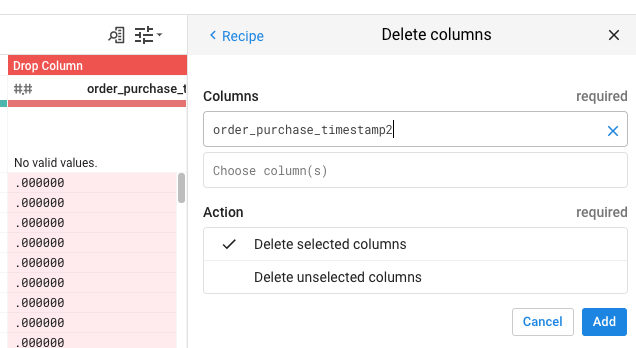 Drop Column
#.# order_purchase_t
No valid values.
.000000
.000000
.000000
.000000
.000000
.000000
.000000
.000000
.000000
Recipe
Delete columns
Columns required
order_purchase_timestamp2
Choose column(s)
Action required
Delete selected columns
Delete unselected columns
Cancel Add